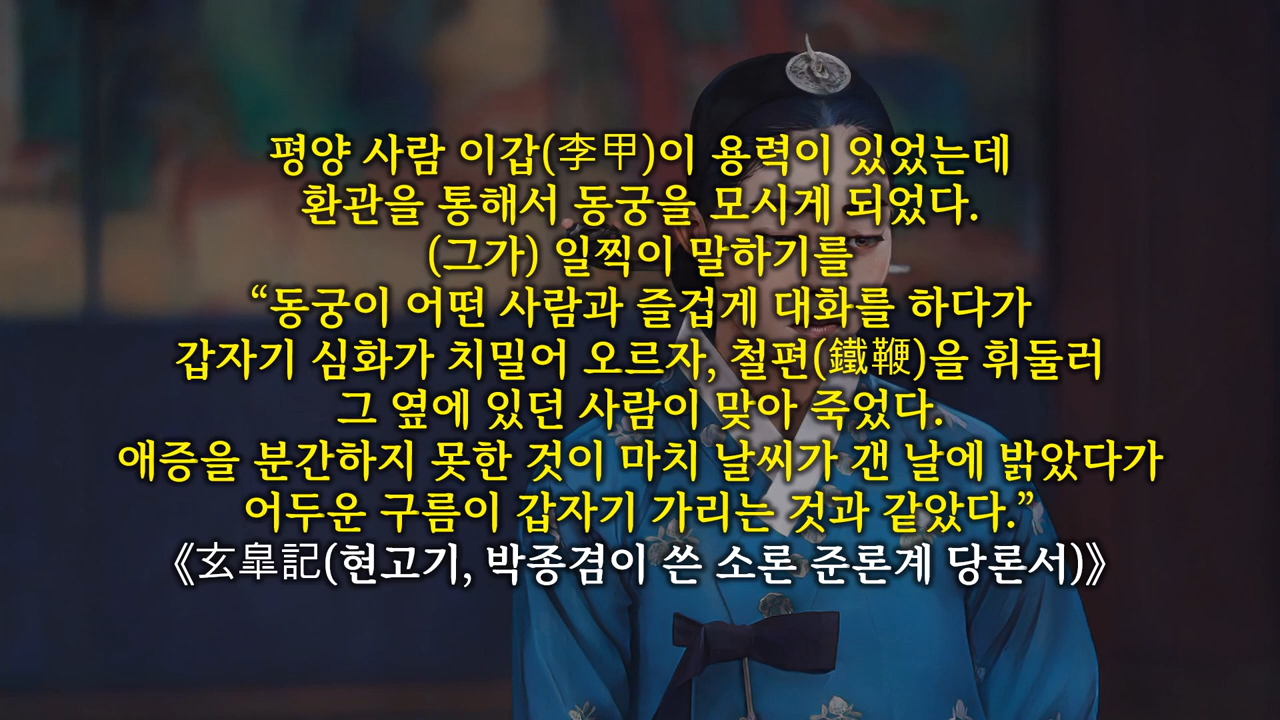 평양 사람 이갑(李甲)이 용력이 있었는데
환관을 통해서 동궁을 모시게 되었다.
(그가) 일찍이 말하기를
“동궁이 어떤 사람과 즐겁게 대화를 하다가
갑자기 심화가 치밀어 오르자, 철편(鐵鞭)을 휘둘러
그 옆에 있던 사람이 맞아 죽었다.
애증을 분간하지 못한 것이 마치 날씨가 갠 날에 밝았다가
어두운 구름이 갑자기 가리는 것과 같았다.”
《玄皐記(현고기, 박종겸이 쓴 소론 준론계 당론서)》